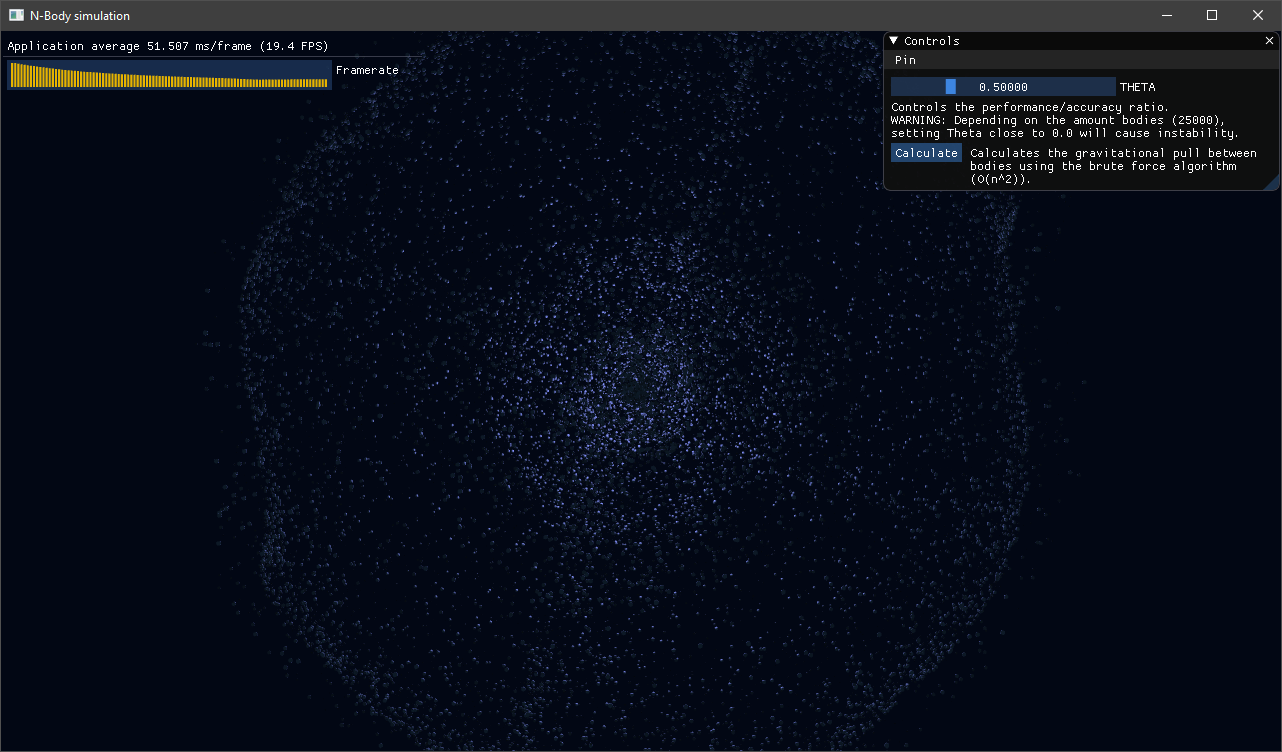 N-Body simulation
Application average 51.507 ms/frame (19.4 FPS)
Framerate
Controls
Pin
0.50000 THETA
Controls the performance/accuracy ratio.
WARNING: Depending on the amount bodies (25000),
setting Theta close to 0.0 will cause instability.
Calculate
Calculates the gravitational pull between
bodies using the brute force algorithm
(O(n^2)).